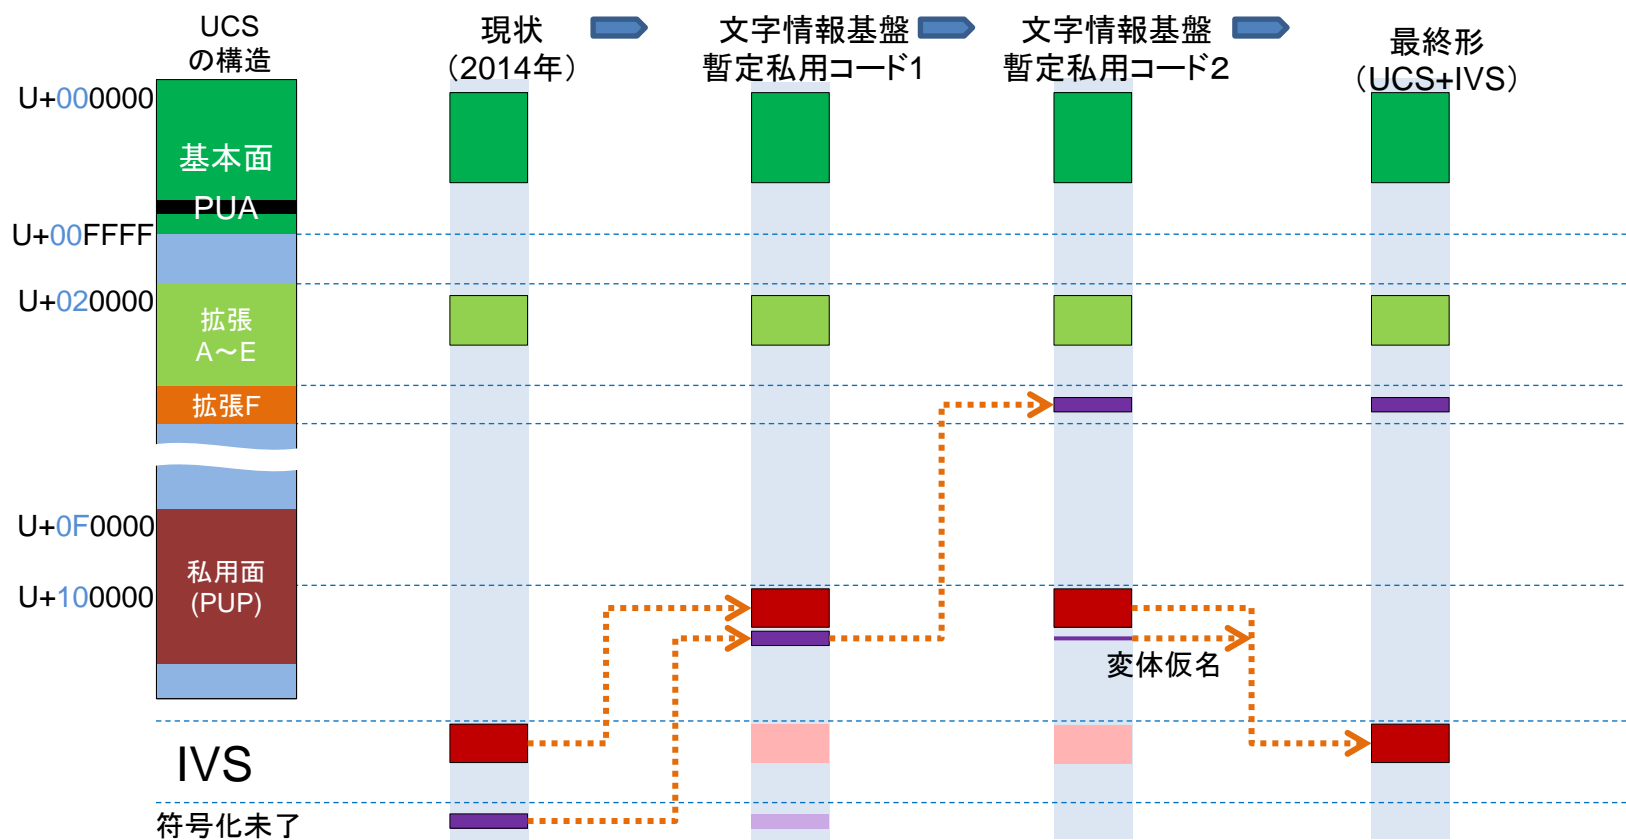 UCS
の構造
現状
（2014年）
文字情報基盤
暫定私用コード1
文字情報基盤
暫定私用コード2
最終形
（UCS+IVS）
U+000000
基本面
PUA
U+00FFFF
U+020000
拡張
A～E
拡張F
U+0F0000
私用面
(PUP)
U+100000
変体仮名
IVS
符号化未了